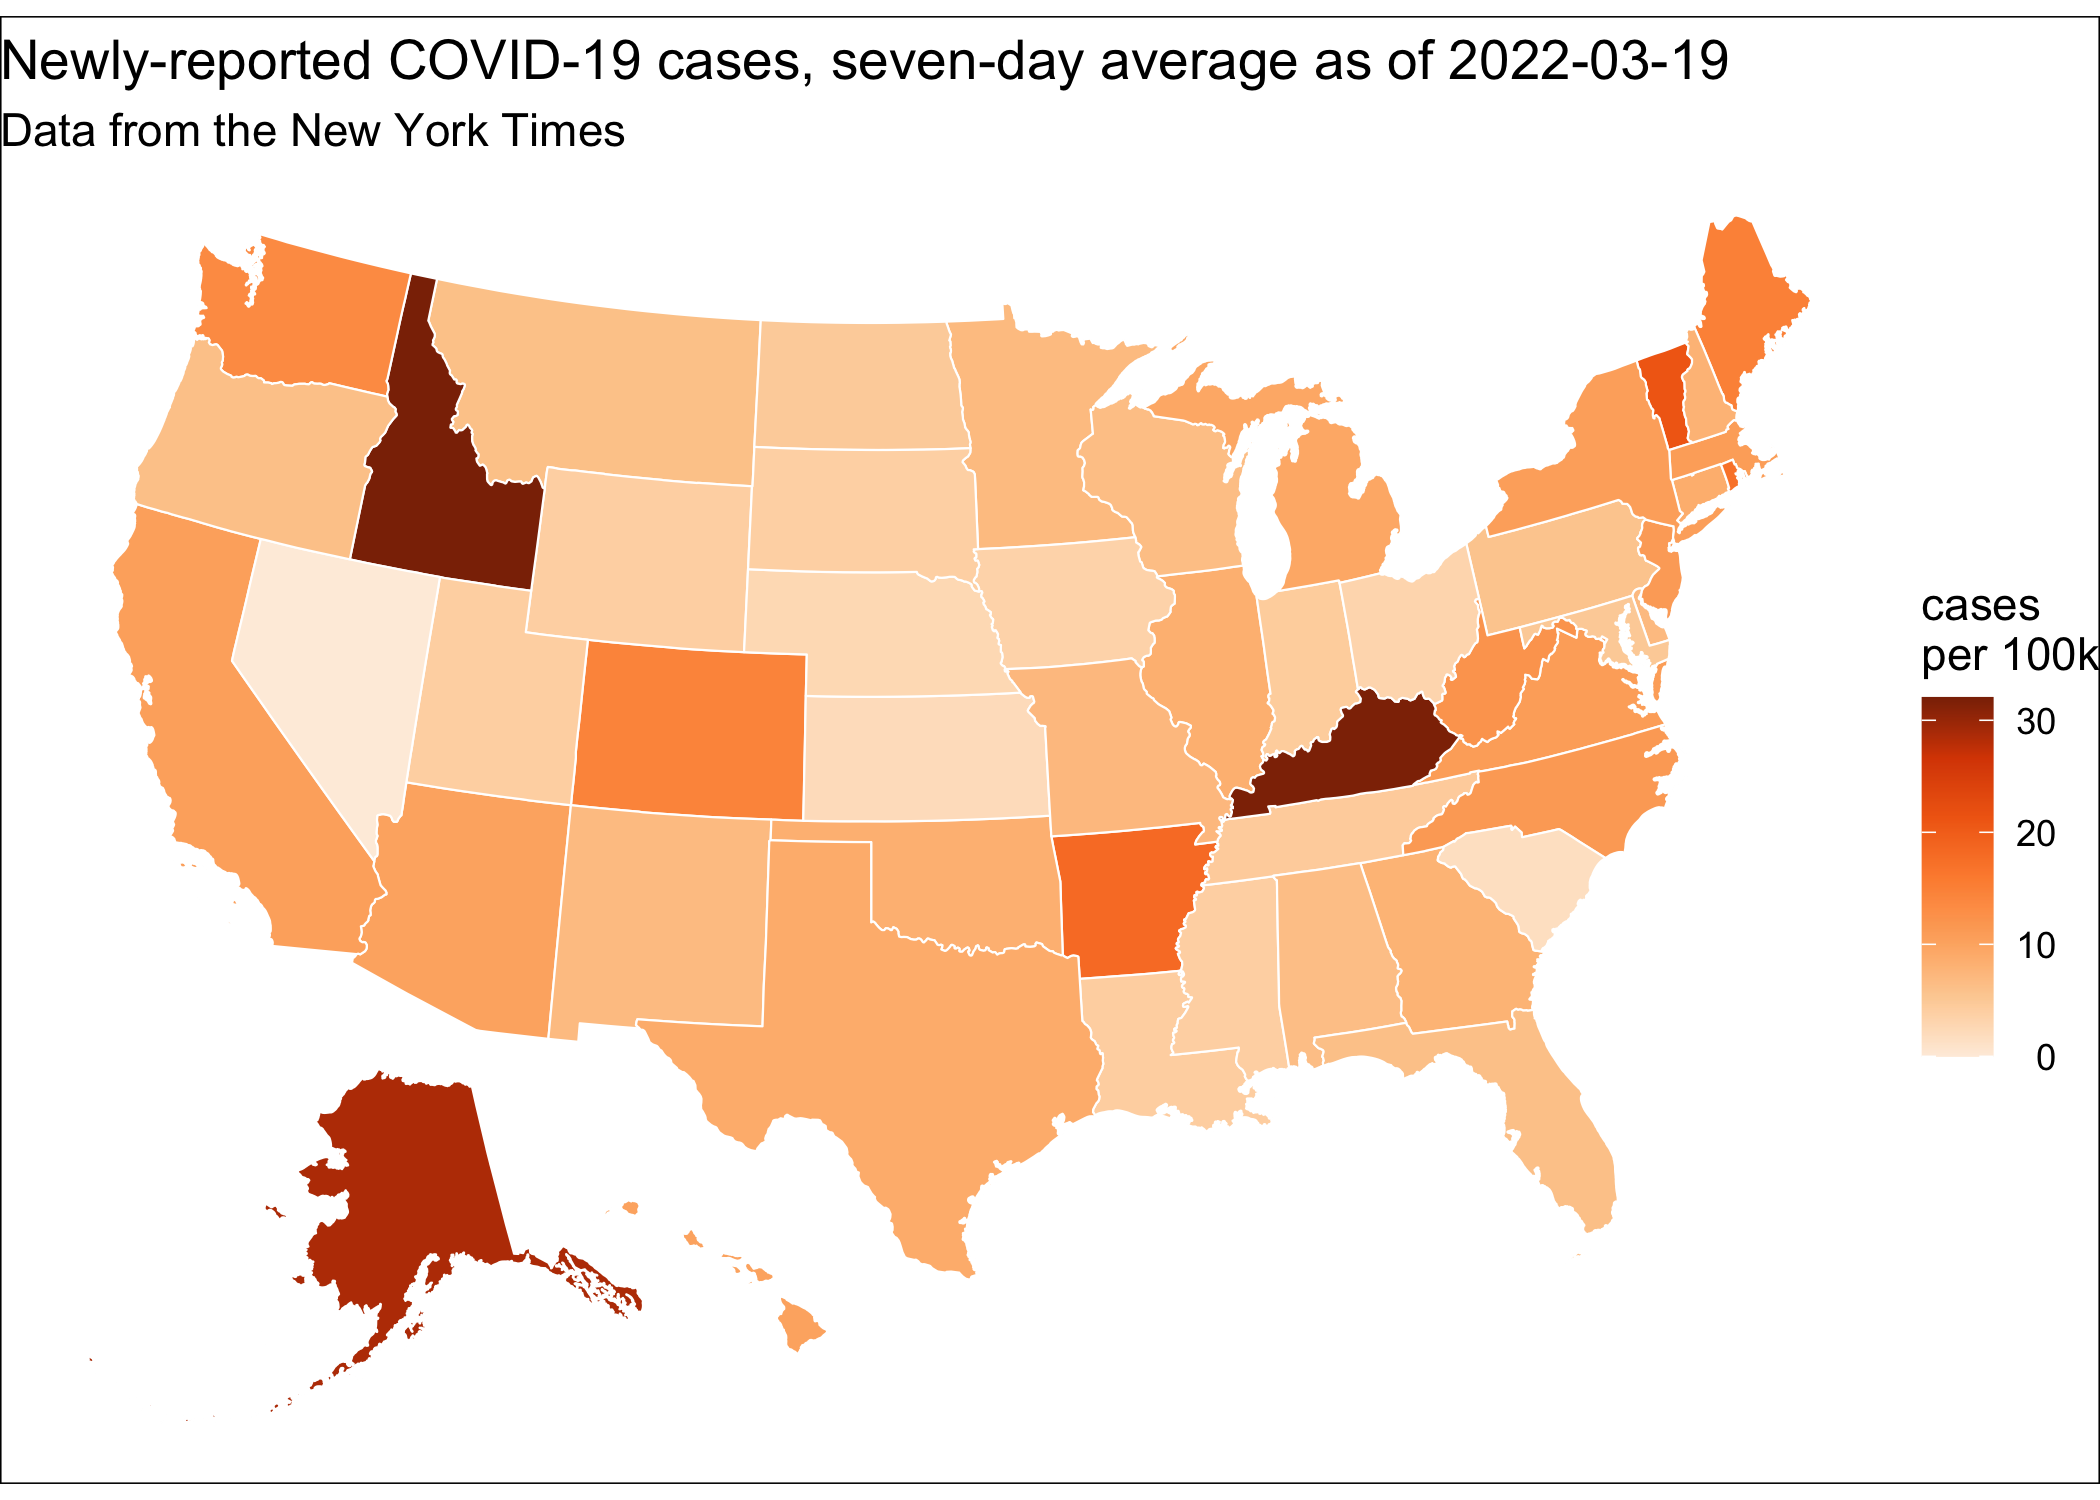 Newly-reported COVID-19 cases, seven-day average as of 2022-03-19
Data from the New York Times
cases
per 100k
30
20
10
0